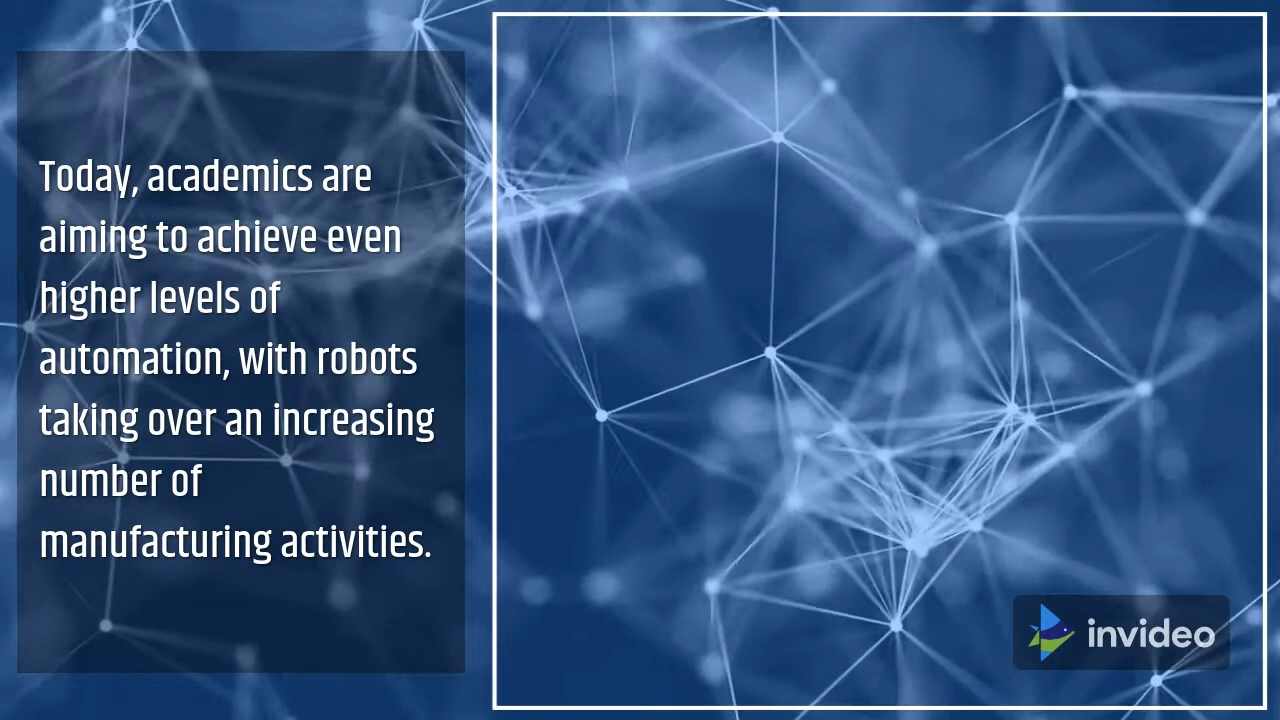 Today, academics are
aiming to achieve even
higher levels of
automation, with robots
taking over an increasing
number of
manufacturing activities.
invideo